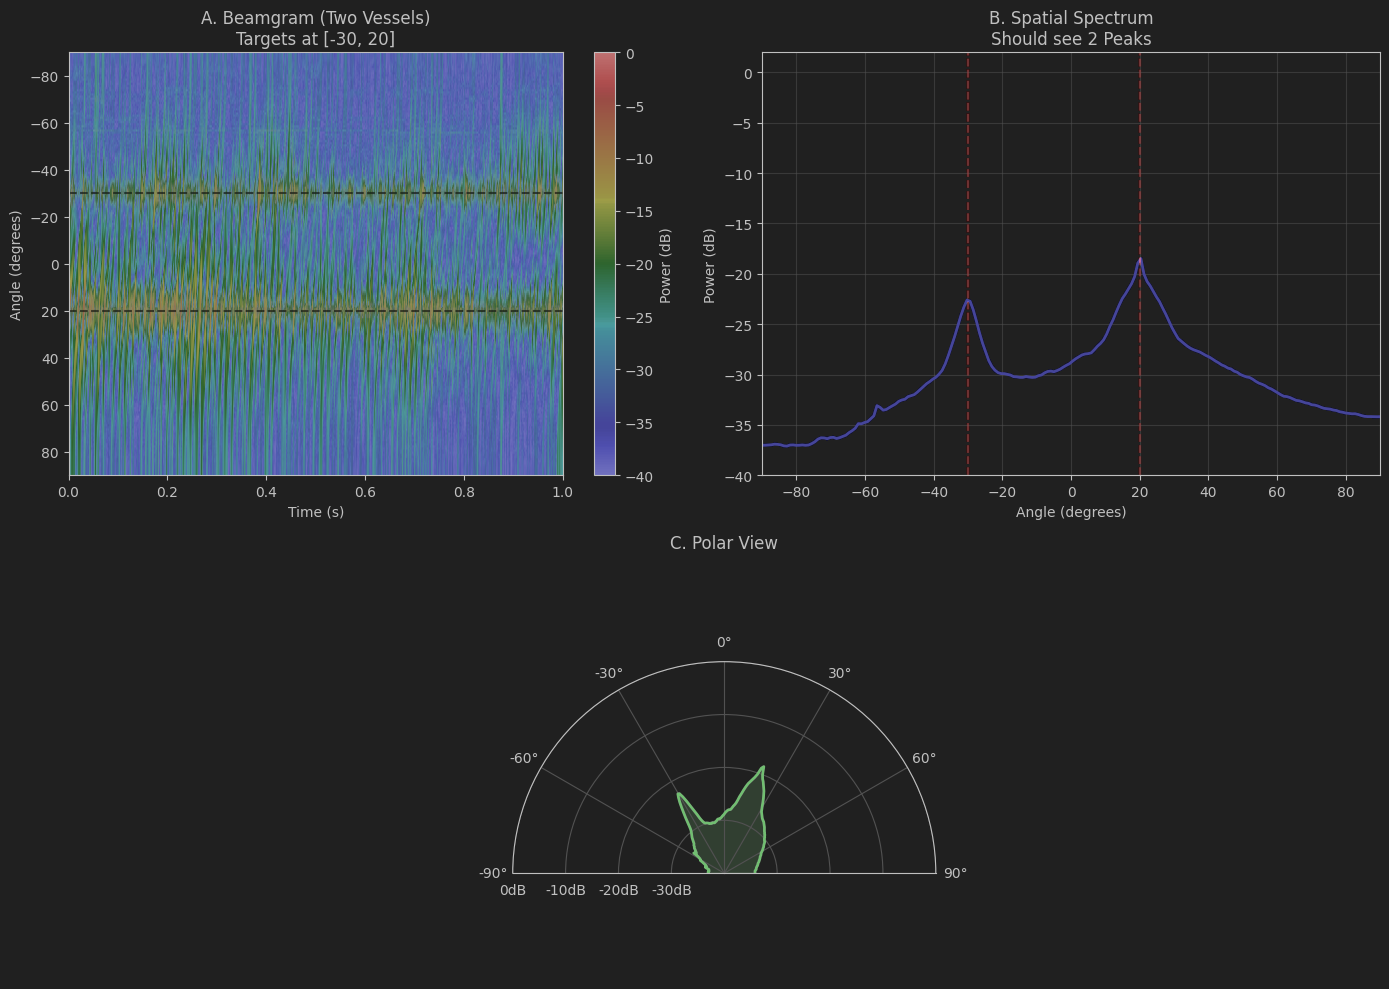 A. Beamgram (Two Vessels)
Targets at [-30, 20]
Angle (degrees)
−80
−60
−40
−20
0
20
40
60
80
0.0 0.2 0.4 0.6 0.8 1.0
Time (s)
0
−5
−10
−15
−20
−25
−30
−35
−40
Power (dB)
B. Spatial Spectrum
Should see 2 Peaks
Power (dB)
0
−5
−10
−15
−20
−25
−30
−35
−40
−80 −60 −40 −20 0 20 40 60 80
Angle (degrees)
C. Polar View
0°
-30° 30°
-60° 60°
-90° 90°
0dB -10dB -20dB -30dB